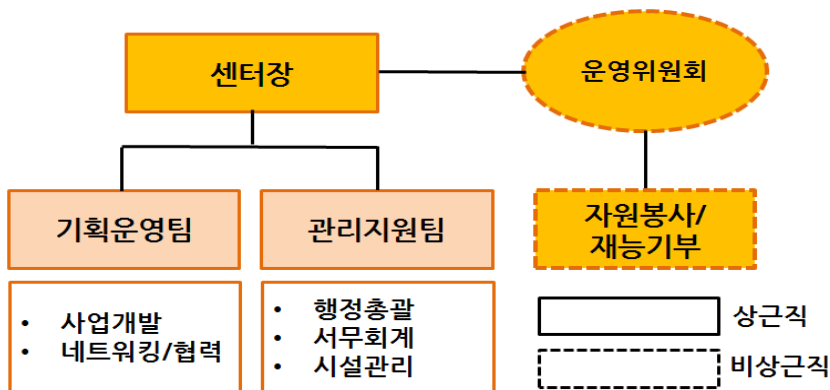 센터장
운영위원회
기획운영팀
관리지원팀
자원봉사/
재능기부
• 사업개발
• 네트워킹/협력
• 행정총괄
• 서무회계
• 시설관리
상근직
비상근직